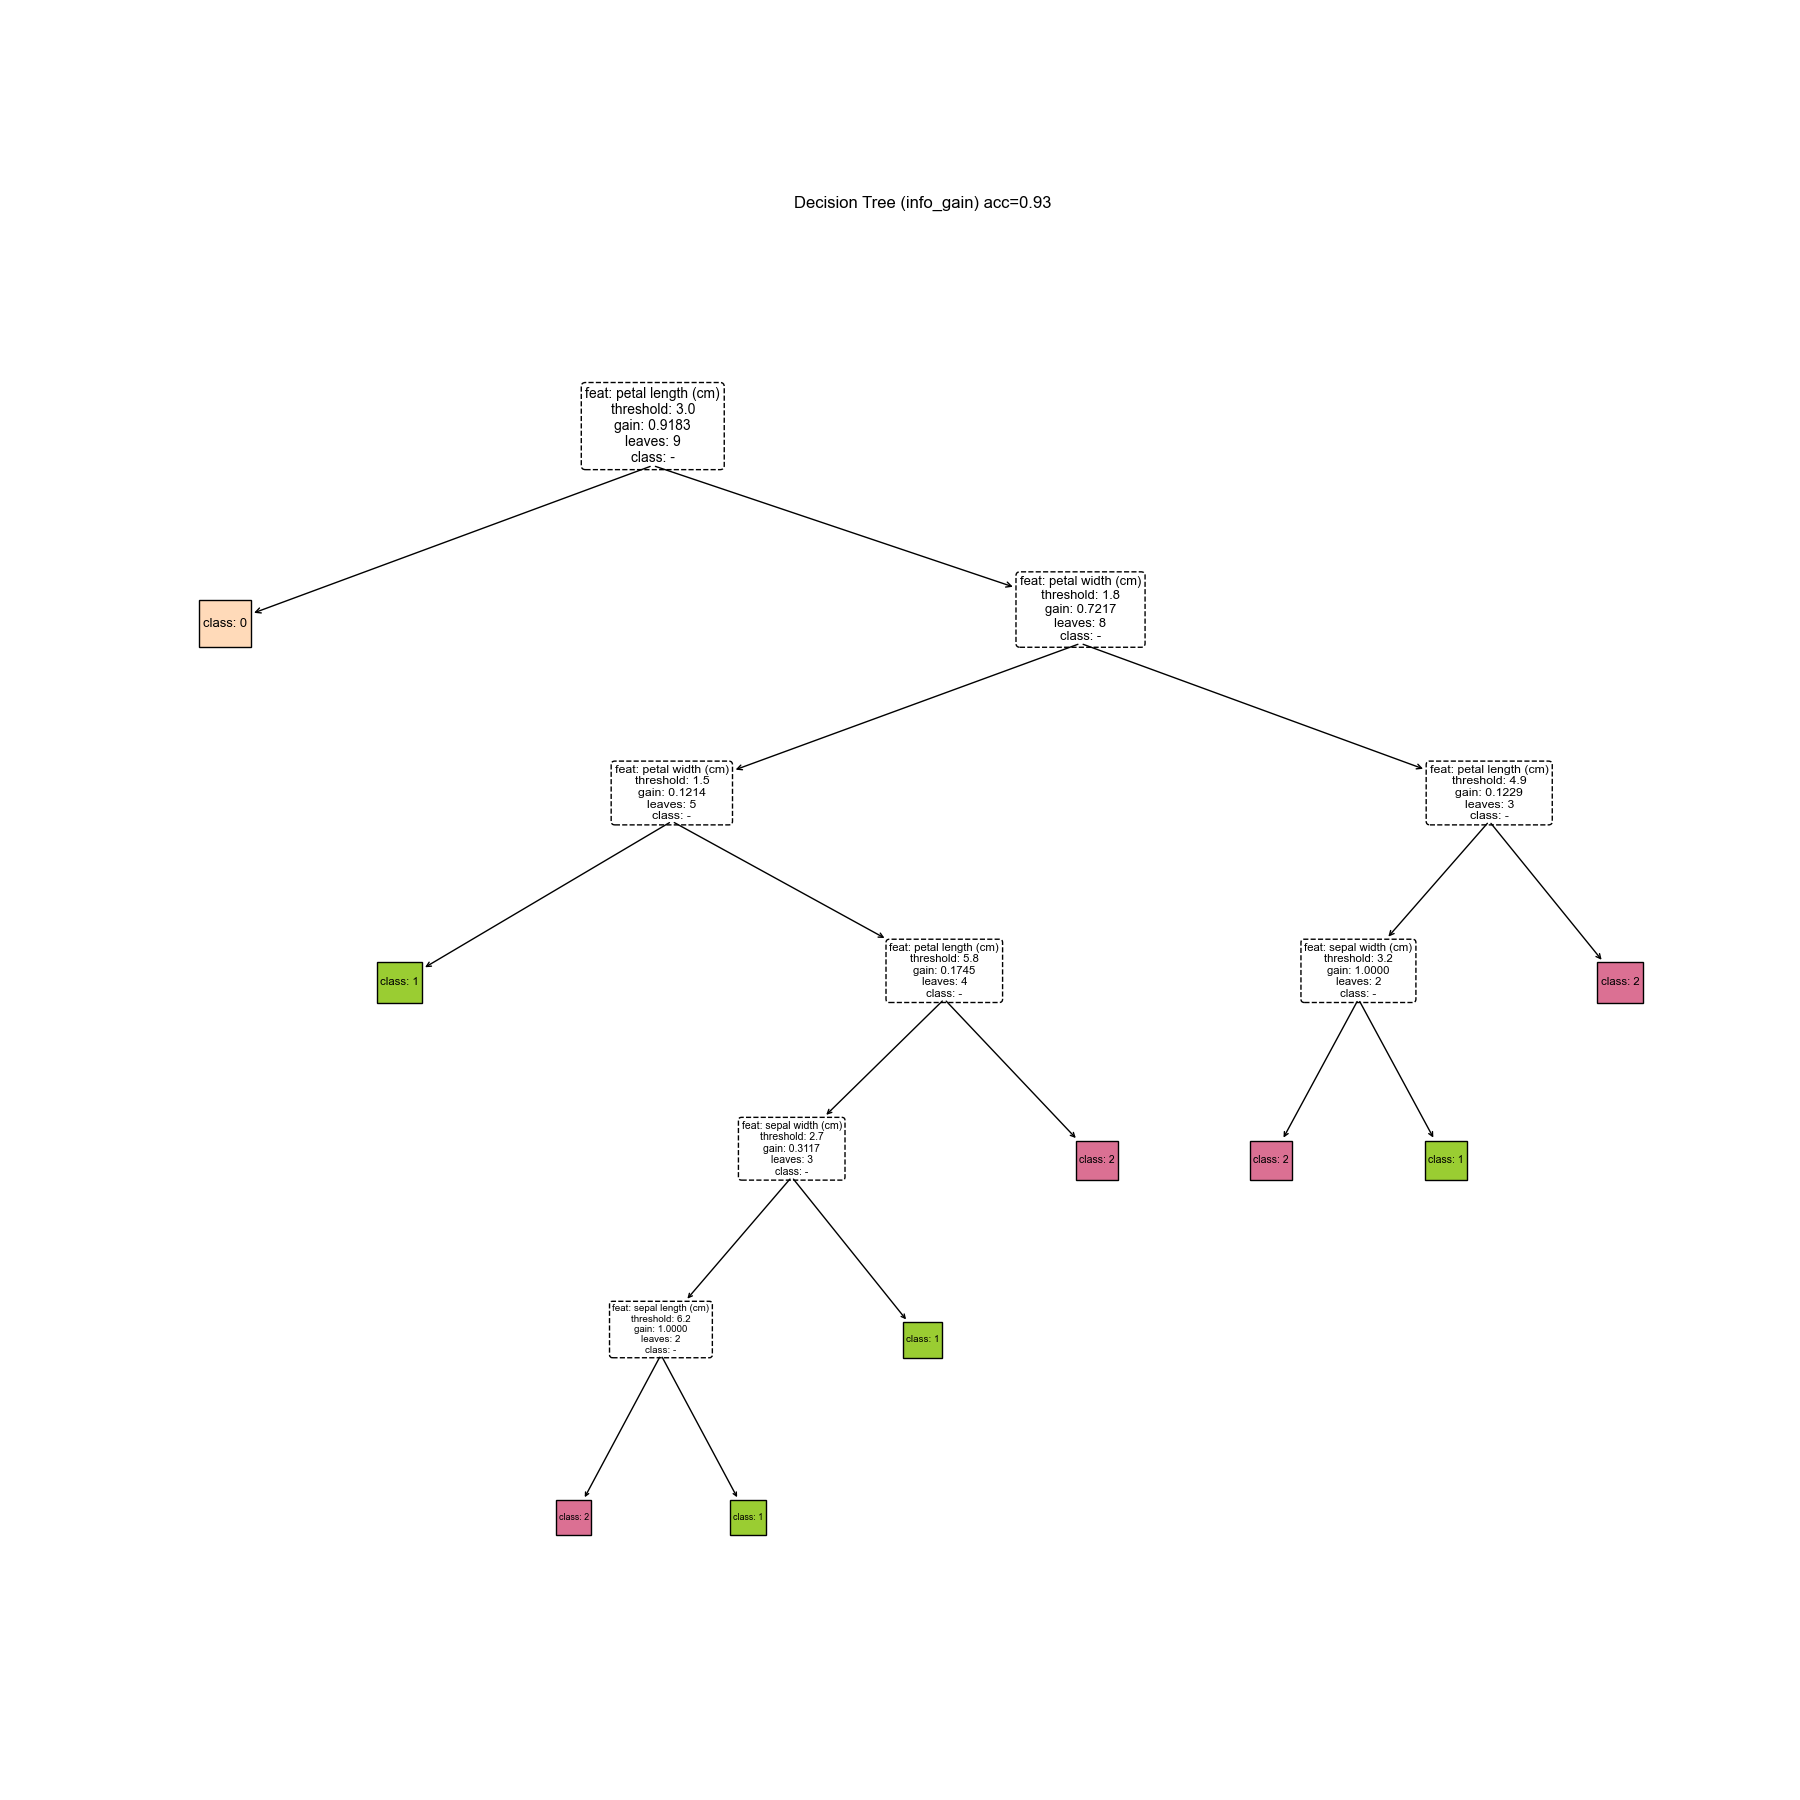 Decision Tree (info_gain) acc=0.93
feat: petal length (cm)
threshold: 3.0
gain: 0.9183
leaves: 9
class: -
class: 0
feat: petal width (cm)
threshold: 1.8
gain: 0.7217
leaves: 8
class: -
feat: petal width (cm)
threshold: 1.5
gain: 0.1214
leaves: 5
class: -
feat: petal length (cm)
threshold: 4.9
gain: 0.1229
leaves: 3
class: -
class: 1
feat: petal length (cm)
threshold: 5.8
gain: 0.1745
leaves: 4
class: -
feat: sepal width (cm)
threshold: 3.2
gain: 1.0000
leaves: 2
class: -
class: 2
feat: sepal width (cm)
threshold: 2.7
gain: 0.3117
leaves: 3
class: -
class: 2
class: 2
class: 1
feat: sepal length (cm)
threshold: 6.2
gain: 1.0000
leaves: 2
class: -
class: 1
class: 2
class: 1